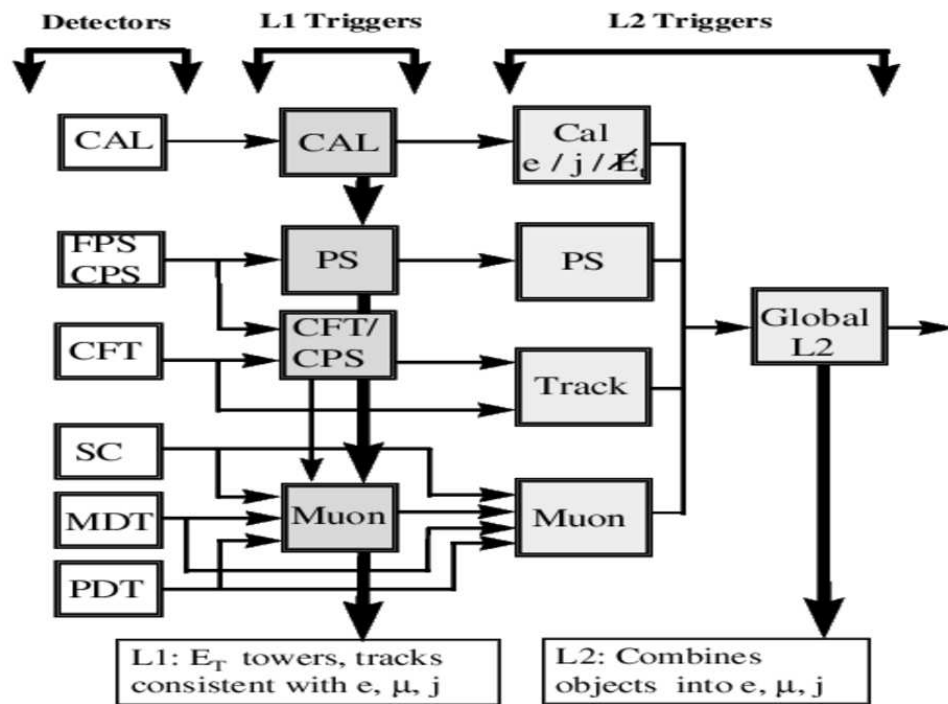 Detectors
L1 Triggers
L2 Triggers
CAL
CAL
Cal
e / j / E̸t
FPS
CPS
PS
PS
CFT
CFT/
CPS
Track
Global
L2
SC
MDT
PDT
Muon
Muon
L1: ET towers, tracks
consistent with e, μ, j
L2: Combines
objects into e, μ, j